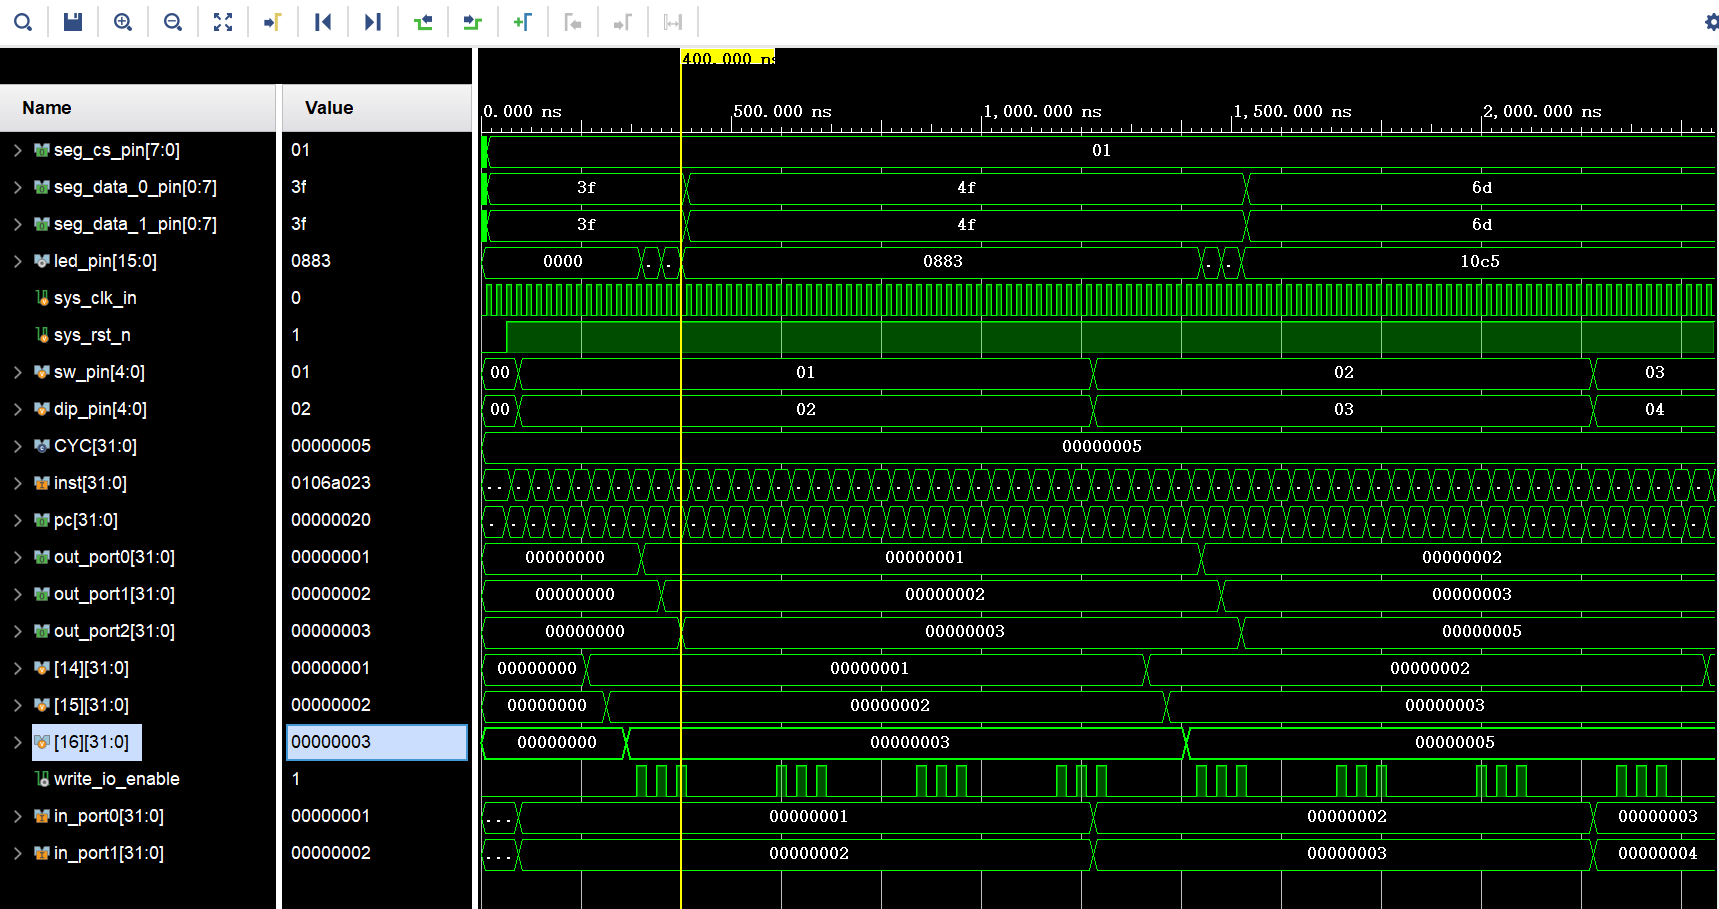 400.000 ns
Name Value
0.000 ns 500.000 ns 1,000.000 ns 1,500.000 ns 2,000.000 ns
seg_cs_pin[7:0] 01 01
seg_data_0_pin[0:7] 3f 3f 4f 6d
seg_data_1_pin[0:7] 3f 3f 4f 6d
led_pin[15:0] 0883 0000 0883 10c5
sys_clk_in 0
sys_rst_n 1
sw_pin[4:0] 01 00 01 02 03
dip_pin[4:0] 02 00 02 03 04
CYC[31:0] 00000005 00000005
inst[31:0] 0106a023
pc[31:0] 00000020
out_port0[31:0] 00000001 00000000 00000001 00000002
out_port1[31:0] 00000002 00000000 00000002 00000003
out_port2[31:0] 00000003 00000000 00000003 00000005
[14][31:0] 00000001 00000000 00000001 00000002
[15][31:0] 00000002 00000000 00000002 00000003
[16][31:0] 00000003 00000000 00000003 00000005
write_io_enable 1
in_port0[31:0] 00000001 ... 00000001 00000002 00000003
in_port1[31:0] 00000002 ... 00000002 00000003 00000004